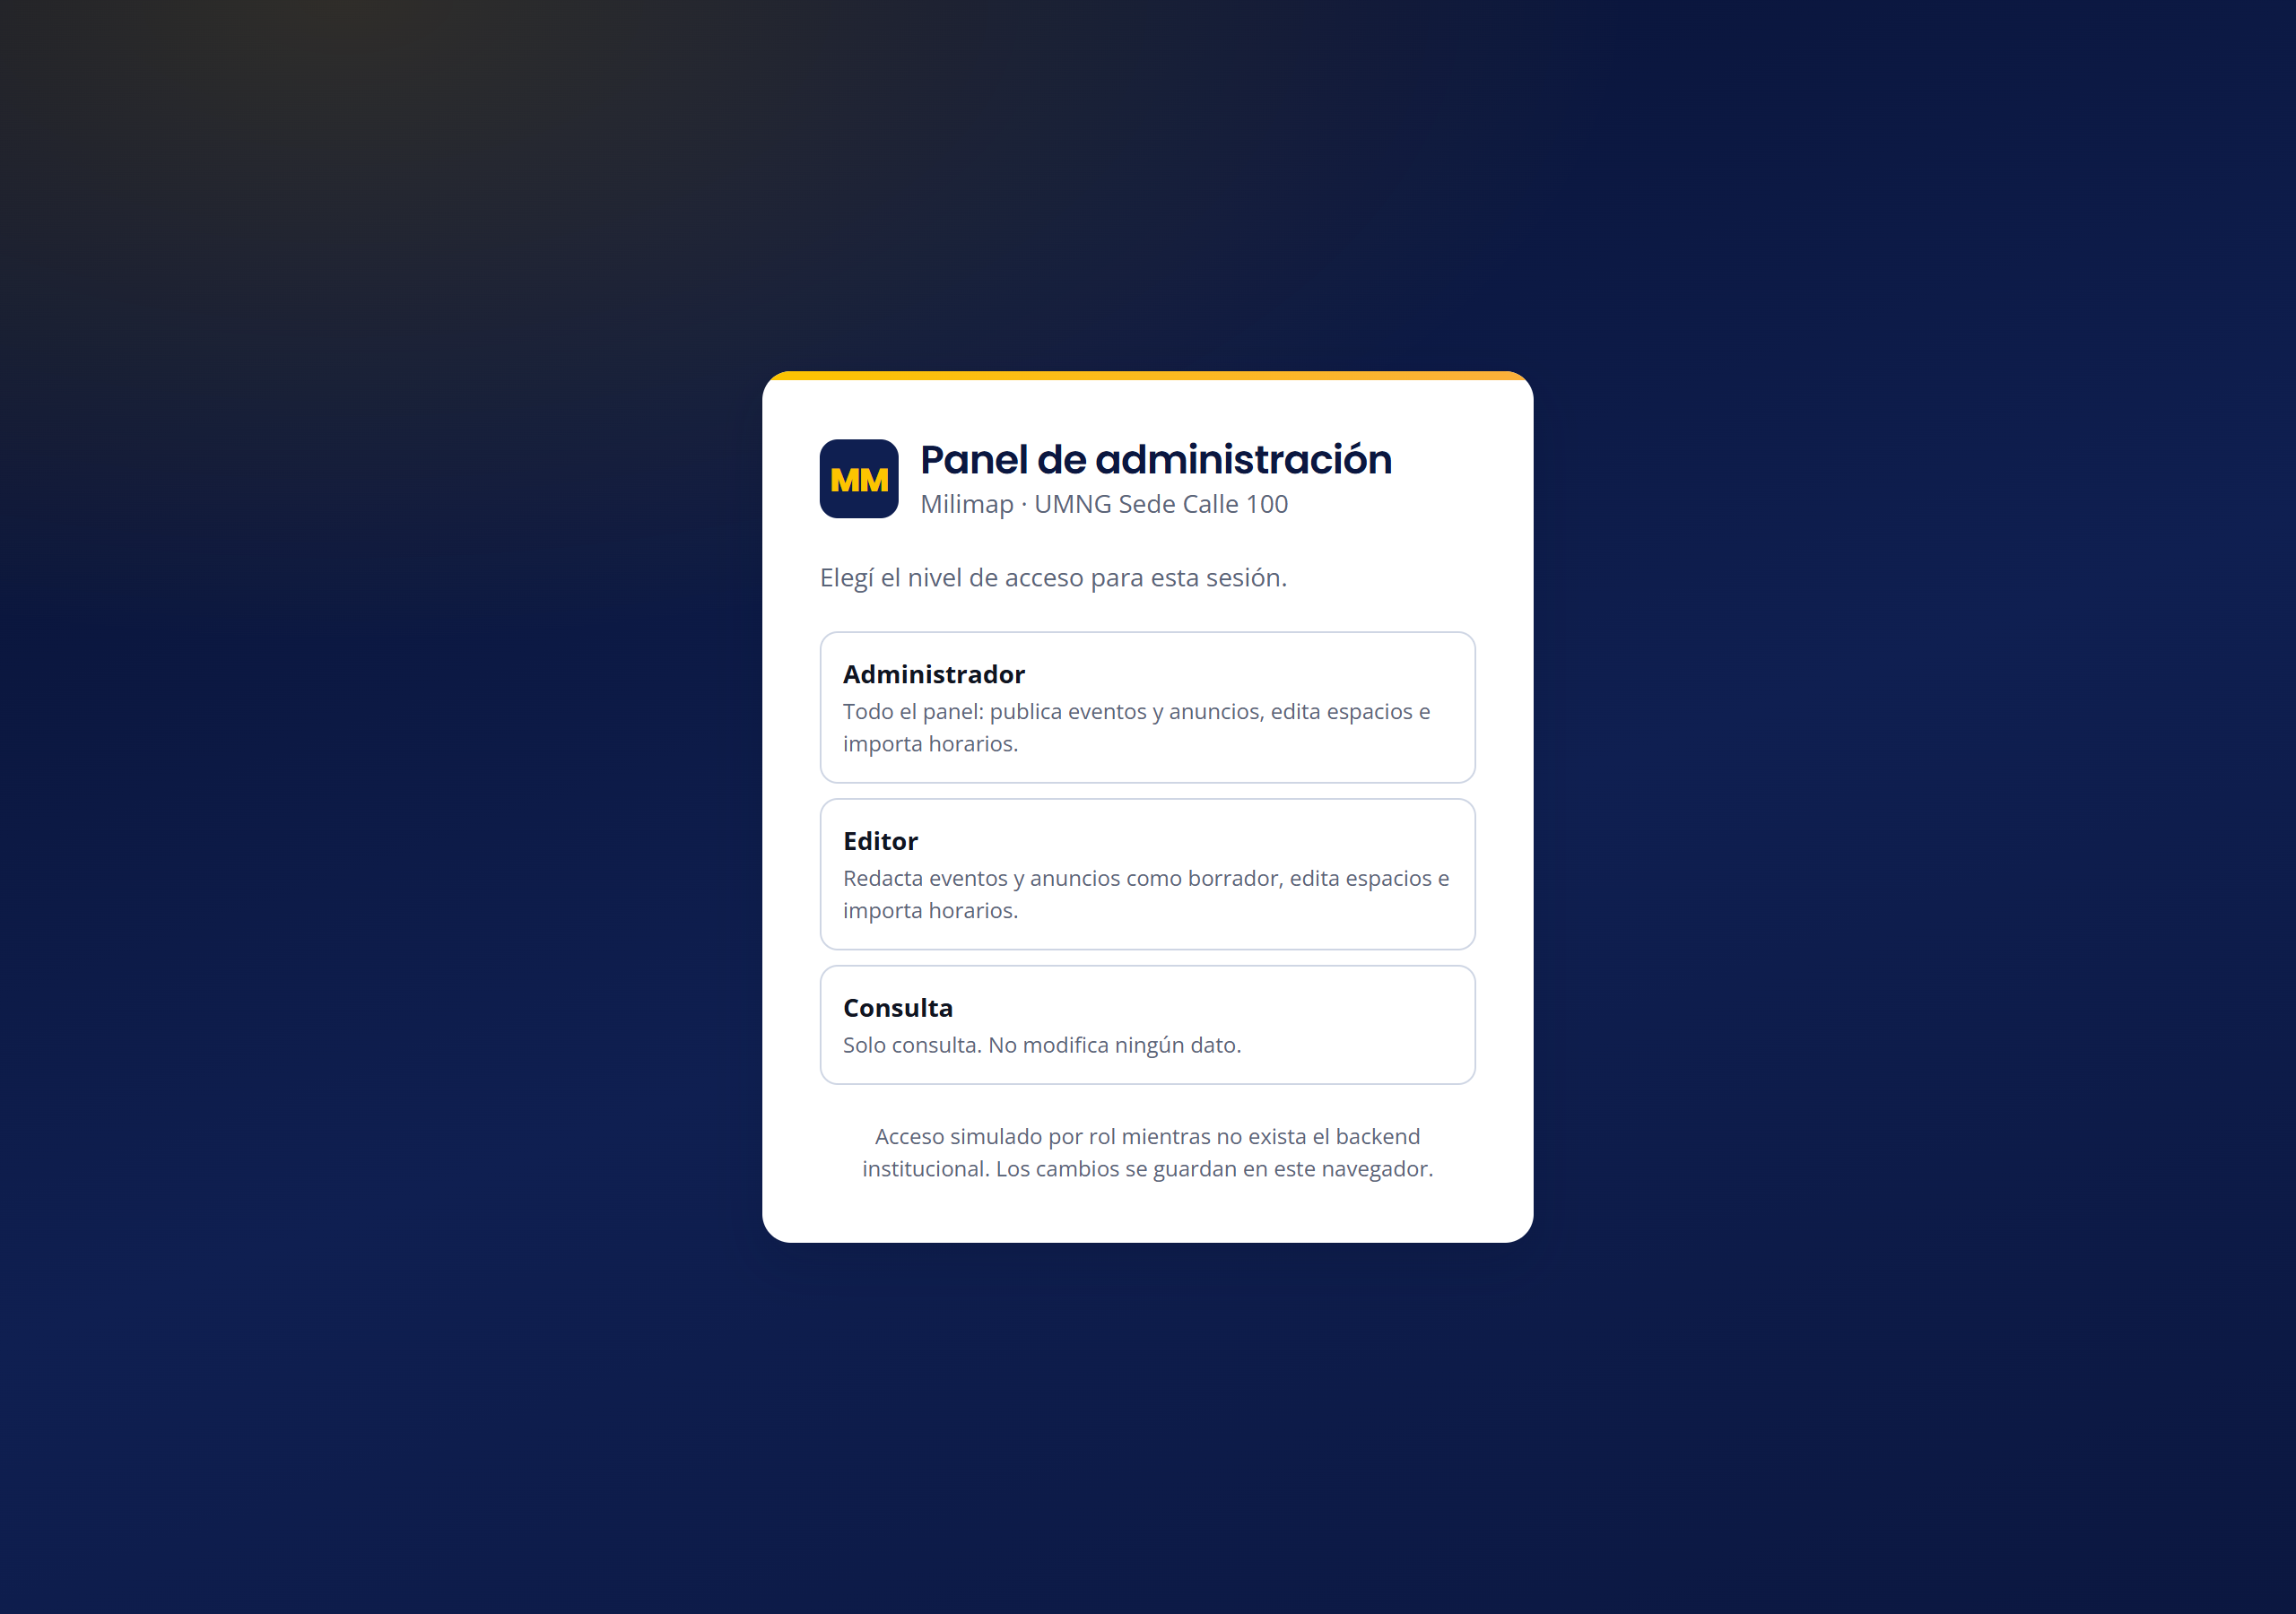 MM
Panel de administración
Milimap · UMNG Sede Calle 100
Elegí el nivel de acceso para esta sesión.
Administrador
Todo el panel: publica eventos y anuncios, edita espacios e
importa horarios.
Editor
Redacta eventos y anuncios como borrador, edita espacios e
importa horarios.
Consulta
Solo consulta. No modifica ningún dato.
Acceso simulado por rol mientras no exista el backend
institucional. Los cambios se guardan en este navegador.